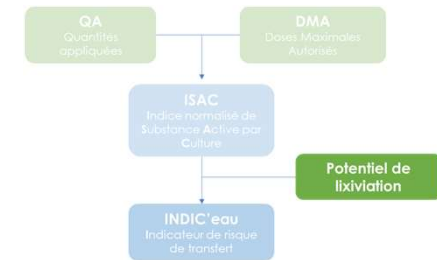 QA
Quantités
appliquées
DMA
Doses Maximales
Autorisés
ISAC
Indice normalisé de
Substance Active par
Culture
Potentiel de
lixiviation
INDIC'eau
Indicateur de risque
de transfert